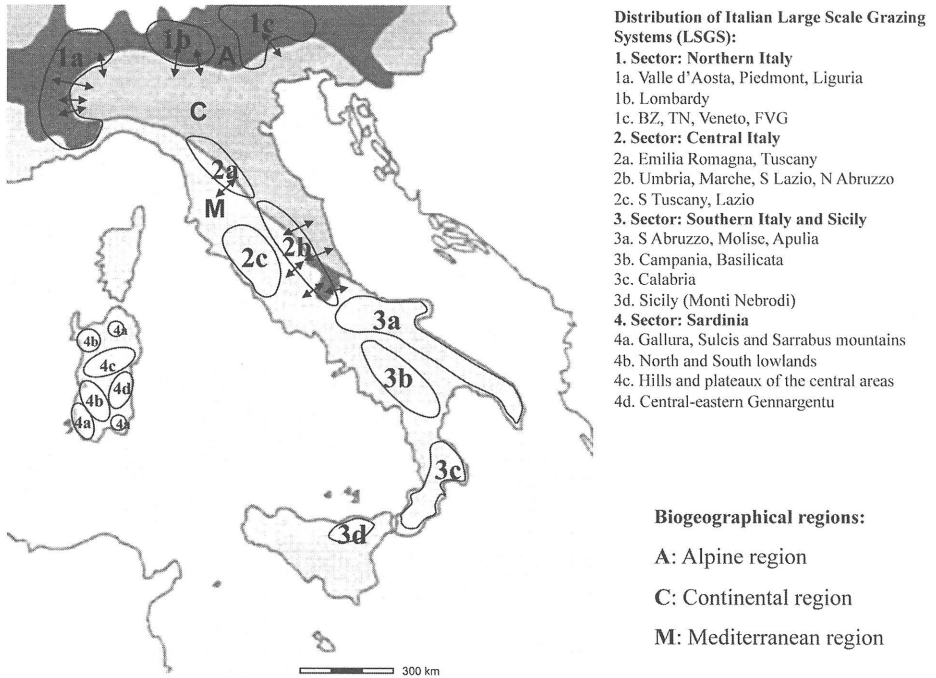 1a
1b
1c
A
C
2a
M
2b
2c
3a
4b
4a
4c
3b
4d
4b
4a
4a
3c
3d
300 km
Distribution of Italian Large Scale Grazing
Systems (LSGS):
1. Sector: Northern Italy
1a. Valle d’Aosta, Piedmont, Liguria
1b. Lombardy
1c. BZ, TN, Veneto, FVG
2. Sector: Central Italy
2a. Emilia Romagna, Tuscany
2b. Umbria, Marche, S Lazio, N Abruzzo
2c. S Tuscany, Lazio
3. Sector: Southern Italy and Sicily
3a. S Abruzzo, Molise, Apulia
3b. Campania, Basilicata
3c. Calabria
3d. Sicily (Monti Nebrodi)
4. Sector: Sardinia
4a. Gallura, Sulcis and Sarrabus mountains
4b. North and South lowlands
4c. Hills and plateaux of the central areas
4d. Central-eastern Gennargentu
Biogeographical regions:
A: Alpine region
C: Continental region
M: Mediterranean region